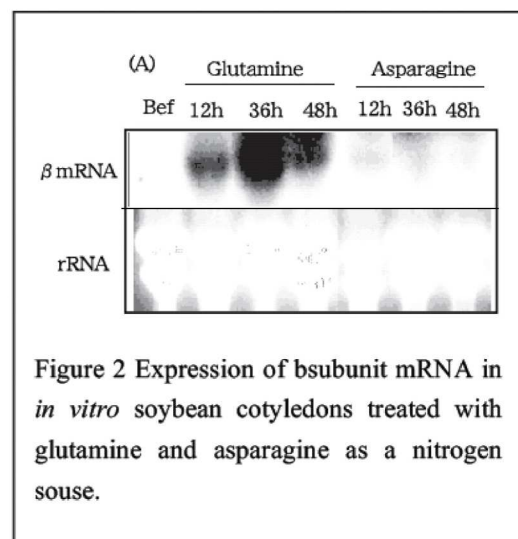 (A) Glutamine Asparagine
Bef 12h 36h 48h 12h 36h 48h
β mRNA
rRNA
Figure 2 Expression of bsubunit mRNA in
in vitro soybean cotyledons treated with
glutamine and asparagine as a nitrogen
souse.